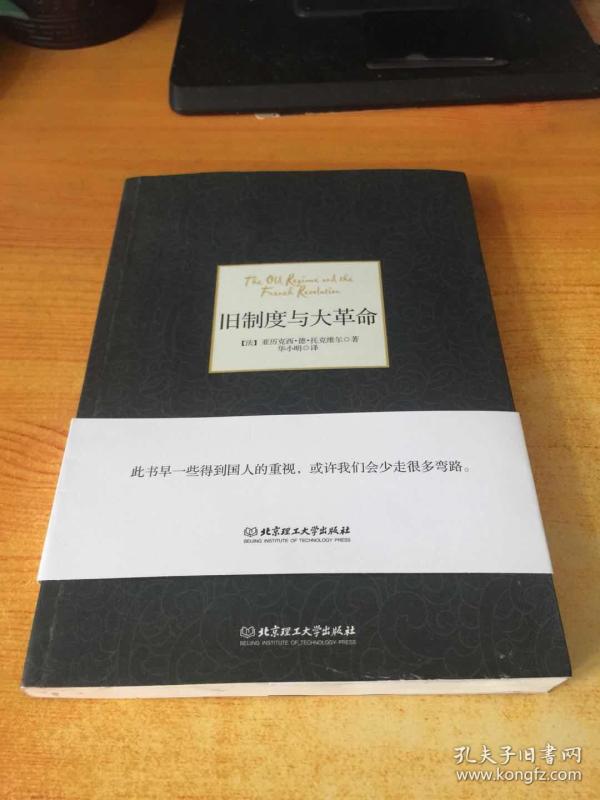 The Old Regime and the
French Revolution
旧制度与大革命
【法】亚历克西·德·托克维尔◇著
华小明◇译
此书早一些得到国人的重视，或许我们会少走很多弯路。
北京理工大学出版社
BEIJING INSTITUTE OF TECHNOLOGY PRESS
北京理工大学出版社
BEIJING INSTITUTE OF TECHNOLOGY PRESS
孔夫子旧书网
www.kongfz.com